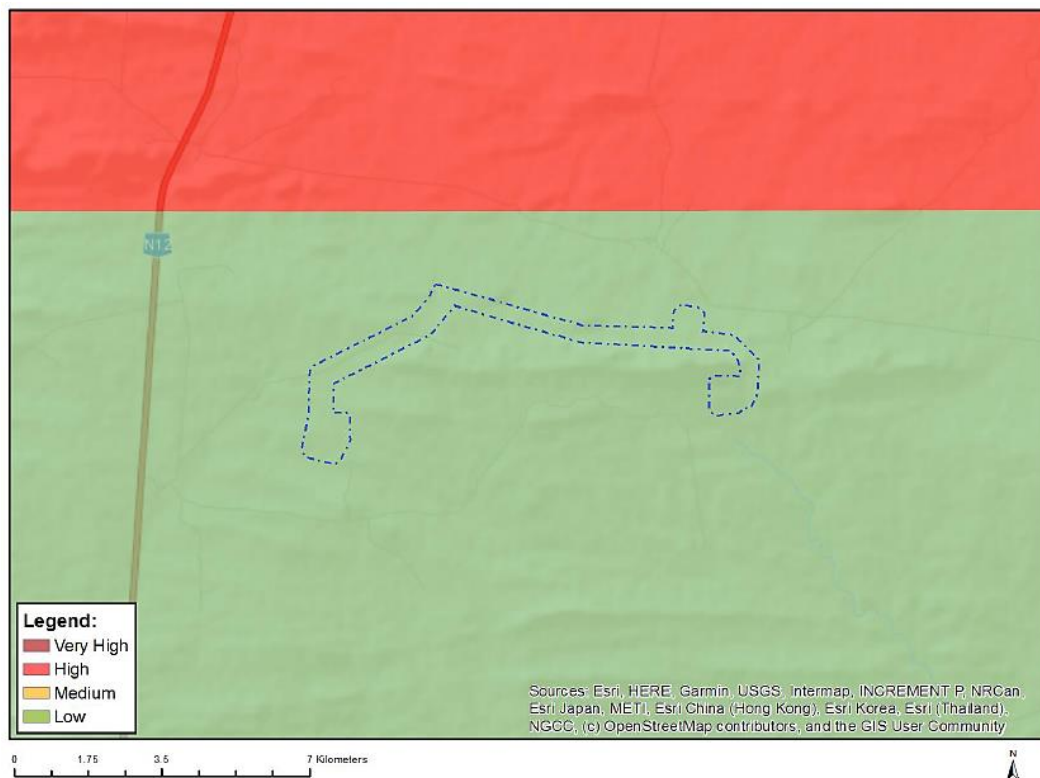 N12
Legend:
Very High
High
Medium
Low
Sources: Esri, HERE, Garmin, USGS, Intermap, INCREMENT P, NRCan,
Esri Japan, METI, Esri China (Hong Kong), Esri Korea, Esri (Thailand),
NGCC, (c) OpenStreetMap contributors, and the GIS User Community
0 1.75 3.5 7 Kilometers
N